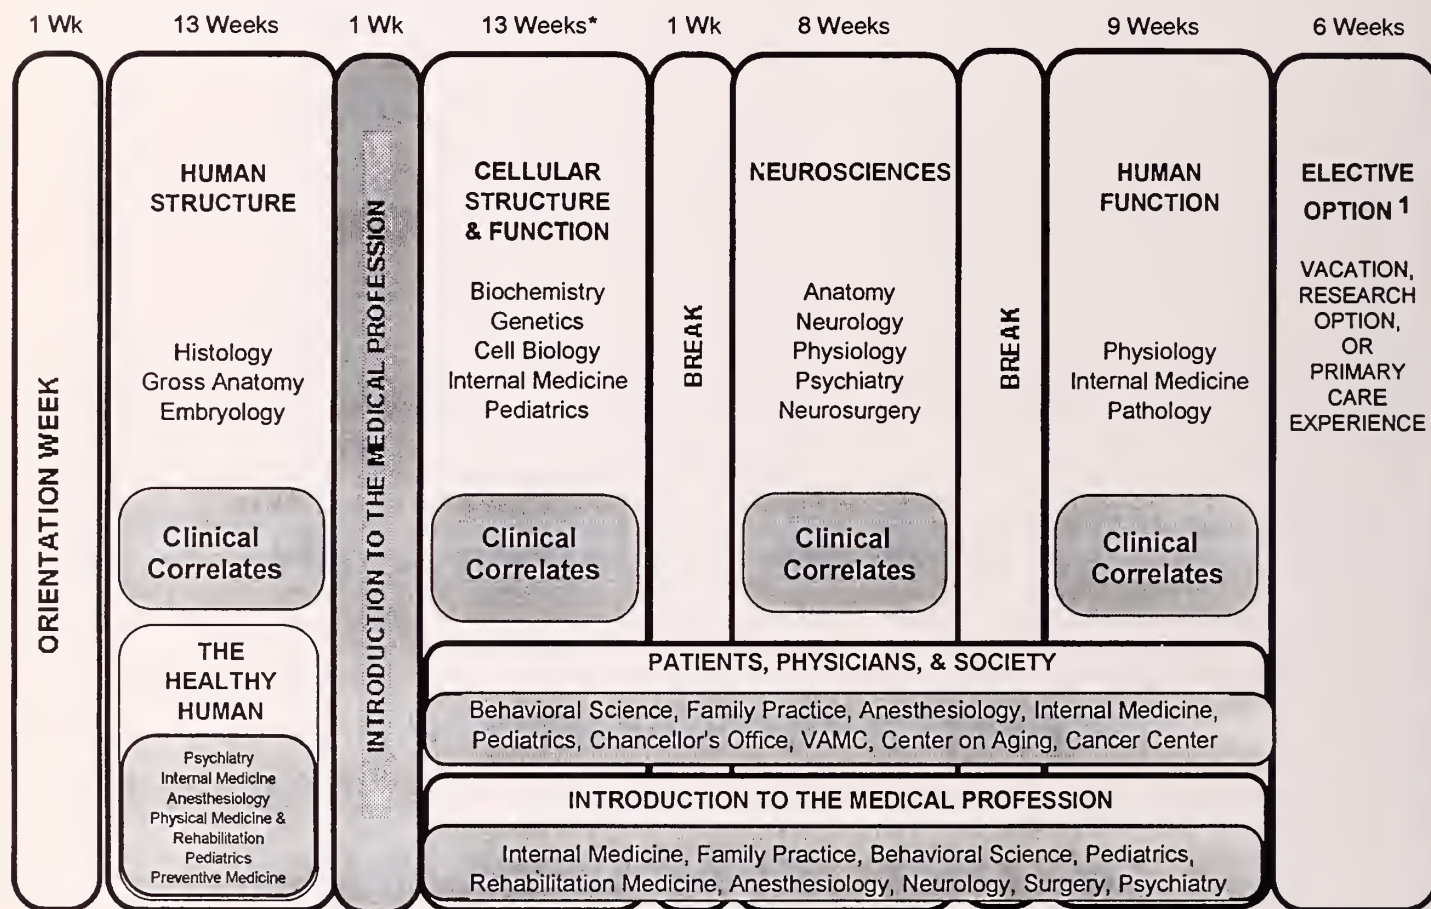 1 Wk
13 Weeks
1 Wk
13 Weeks*
1 Wk
8 Weeks
9 Weeks
6 Weeks
ORIENTATION WEEK
HUMAN
STRUCTURE
Histology
Gross Anatomy
Embryology
Clinical
Correlates
THE
HEALTHY
HUMAN
Psychiatry
Internal Medicine
Anesthesiology
Physical Medicine &
Rehabilitation
Pediatrics
Preventive Medicine
INTRODUCTION TO THE MEDICAL PROFESSION
CELLULAR
STRUCTURE
& FUNCTION
Biochemistry
Genetics
Cell Biology
Internal Medicine
Pediatrics
Clinical
Correlates
BREAK
NEUROSCIENCES
Anatomy
Neurology
Physiology
Psychiatry
Neurosurgery
Clinical
Correlates
BREAK
HUMAN
FUNCTION
Physiology
Internal Medicine
Pathology
Clinical
Correlates
PATIENTS, PHYSICIANS, & SOCIETY
Behavioral Science, Family Practice, Anesthesiology, Internal Medicine,
Pediatrics, Chancellor's Office, VAMC, Center on Aging, Cancer Center
INTRODUCTION TO THE MEDICAL PROFESSION
Internal Medicine, Family Practice, Behavioral Science, Pediatrics,
Rehabilitation Medicine, Anesthesiology, Neurology, Surgery, Psychiatry
ELECTIVE
OPTION 1
VACATION,
RESEARCH
OPTION,
OR
PRIMARY
CARE
EXPERIENCE